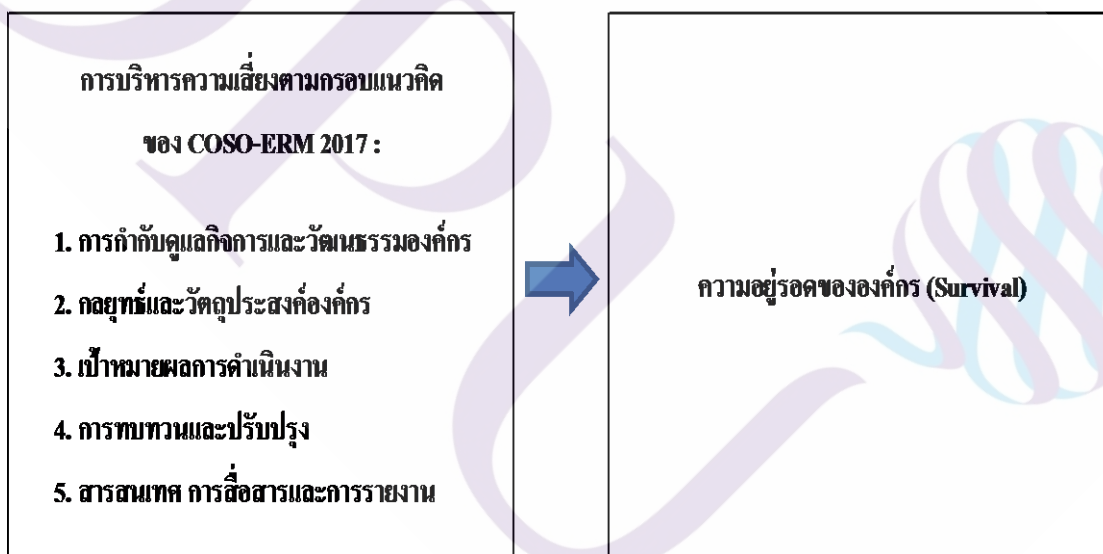 การบริหารความเสี่ยงตามกรอบแนวคิด
ของ COSO-ERM 2017 :
1. การกำกับดูแลกิจการและวัฒนธรรมองค์กร
2. กลยุทธ์และวัตถุประสงค์องค์กร
3. เป้าหมายผลการดำเนินงาน
4. การทบทวนและปรับปรุง
5. สารสนเทศ การสื่อสารและการรายงาน
ความอยู่รอดขององค์กร (Survival)